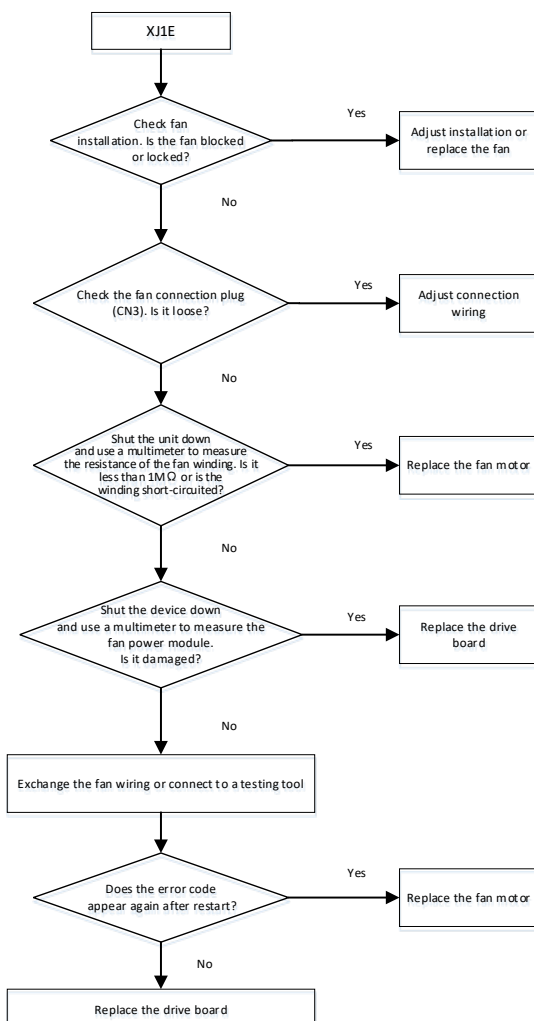 XJ1E
Check fan
installation. Is the fan blocked
or locked?
Yes
Adjust installation or
replace the fan
No
Check the fan connection plug
(CN3). Is it loose?
Yes
Adjust connection
wiring
No
Shut the unit down
and use a multimeter to measure
the resistance of the fan winding. Is it
less than 1MΩ or is the
winding short-circuited?
Yes
Replace the fan motor
No
Shut the device down
and use a multimeter to measure the
fan power module.
Is it damaged?
Yes
Replace the drive
board
No
Exchange the fan wiring or connect to a testing tool
Does the error code
appear again after restart?
Yes
Replace the fan motor
No
Replace the drive board